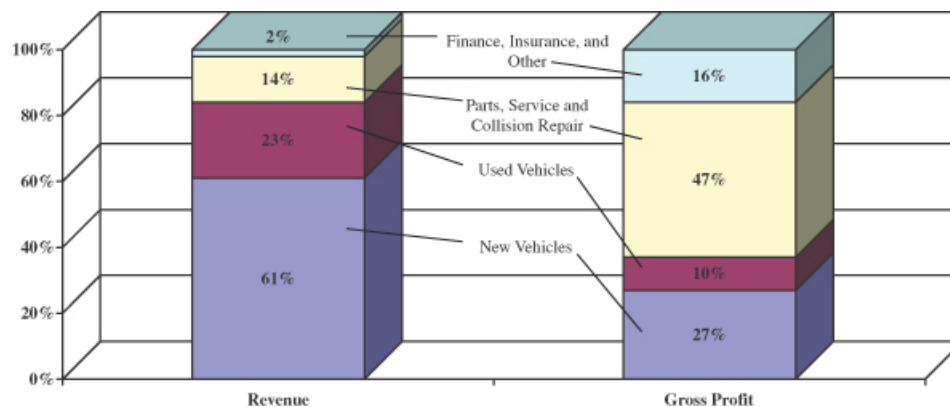 100%
80%
60%
40%
20%
0%
2%
14%
23%
61%
Finance, Insurance, and
Other
Parts, Service and
Collision Repair
Used Vehicles
New Vehicles
16%
47%
10%
27%
Revenue
Gross Profit